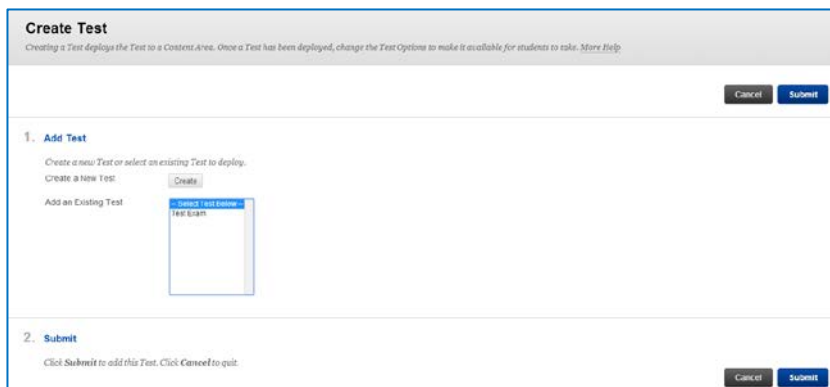 Create Test
Creating a Test deploys the Test to a Content Area. Once a Test has been deployed, change the Test Options to make it available for students to take. More Help
Cancel Submit
1. Add Test
Create a new Test or select an existing Test to deploy.
Create a New Test Create
Add an Existing Test -- Select Test Below --
Test Exam
2. Submit
Click Submit to add this Test. Click Cancel to quit.
Cancel Submit